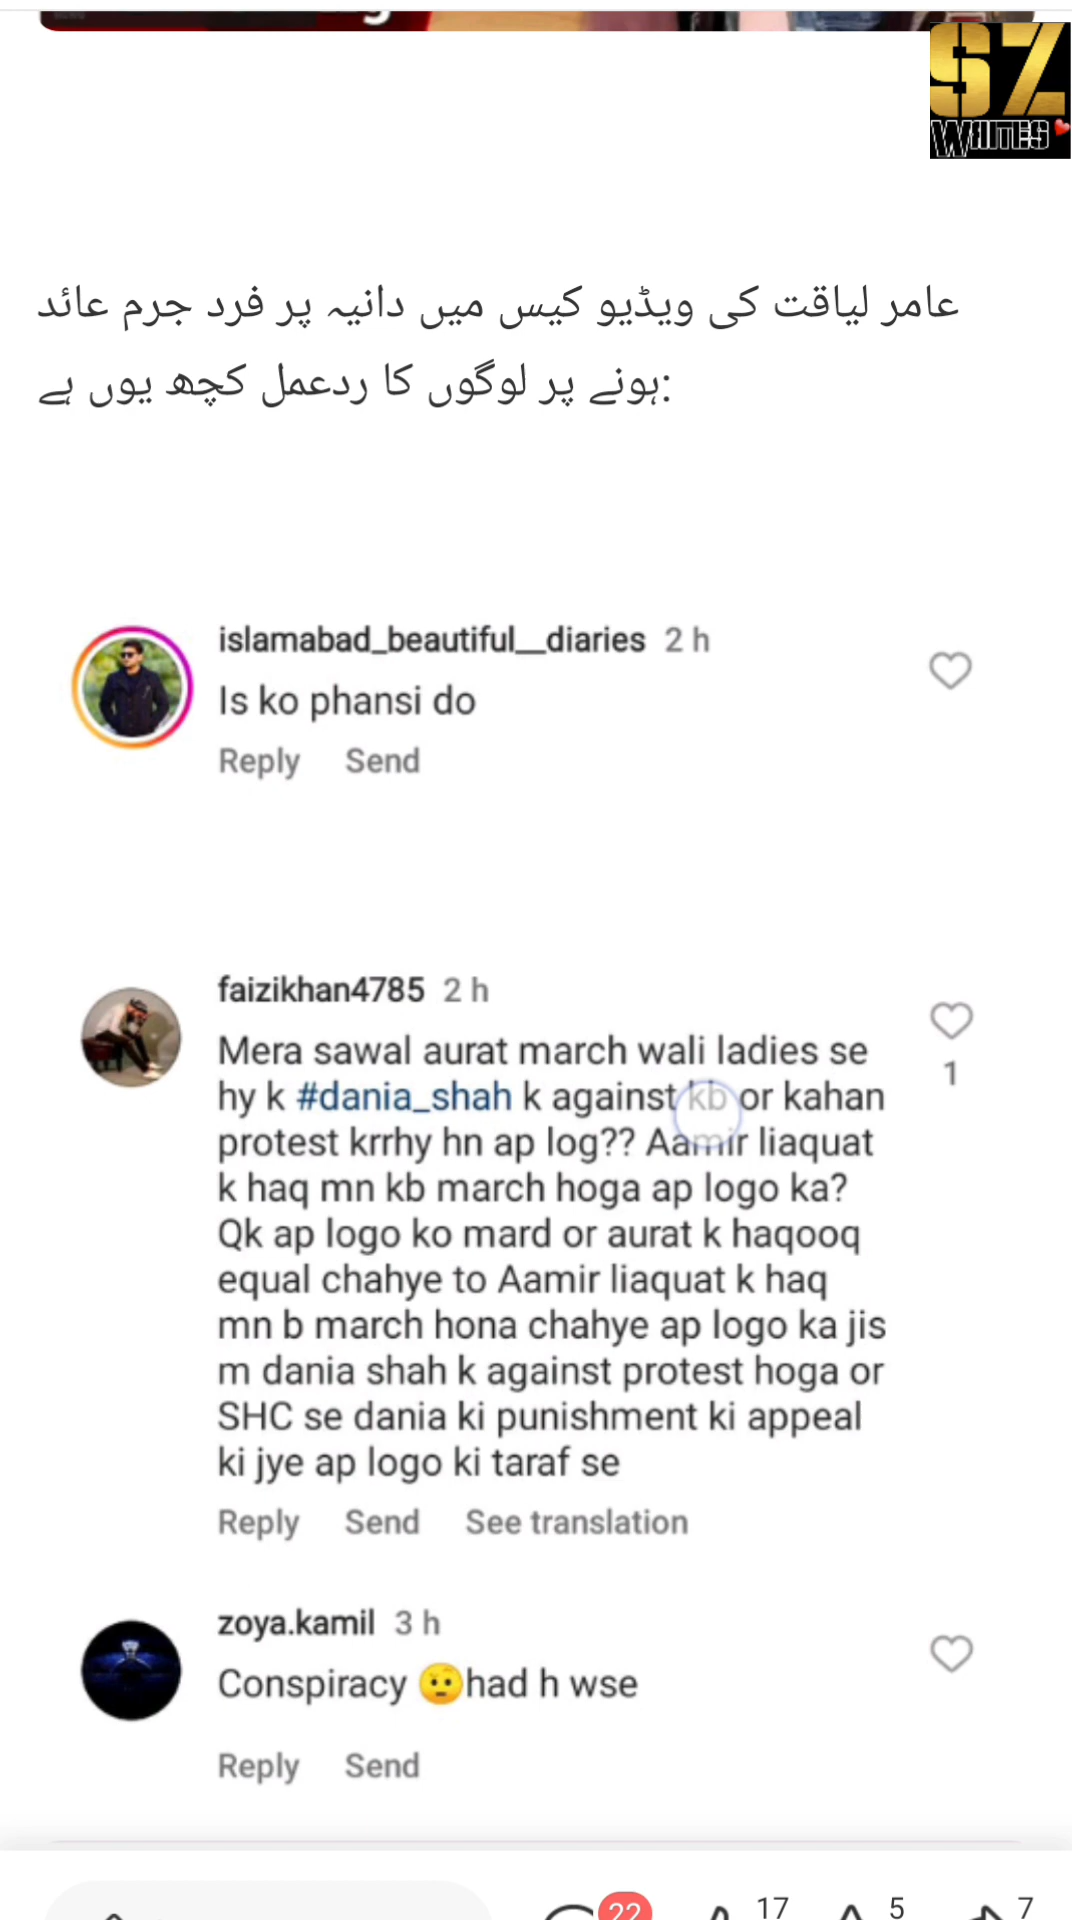 SZ
WRITES
عامر لیاقت کی ویڈیو کیس میں دانیہ پر فرد جرم عائد
ہونے پر لوگوں کا ردعمل کچھ یوں ہے:
islamabad_beautiful__diaries 2 h
Is ko phansi do
Reply Send
faizikhan4785 2 h
Mera sawal aurat march wali ladies se
hy k #dania_shah k against kb or kahan
protest krrhy hn ap log?? Aamir liaquat
k haq mn kb march hoga ap logo ka?
Qk ap logo ko mard or aurat k haqooq
equal chahye to Aamir liaquat k haq
mn b march hona chahye ap logo ka jis
m dania shah k against protest hoga or
SHC se dania ki punishment ki appeal
ki jye ap logo ki taraf se
1
Reply Send See translation
zoya.kamil 3 h
Conspiracy 🤨had h wse
Reply Send
22 17 5 7